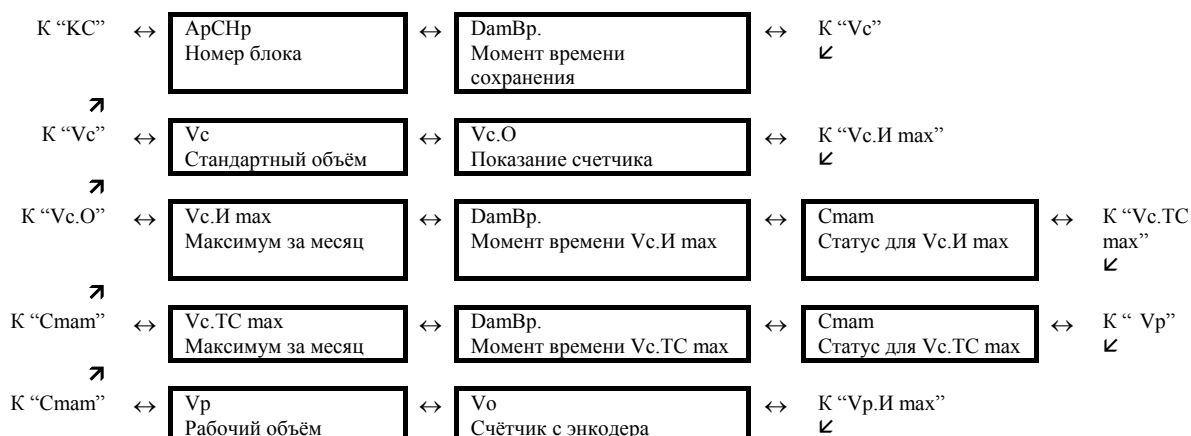 К “КС” ↔ ApCHp ↔ DamBp. ↔ К “Vc”
Номер блока Момент времени ↙
сохранения
↗
К “Vc” ↔ Vc ↔ Vc.O ↔ К “Vc.И max”
Стандартный объём Показание счетчика ↙
↗
К “Vc.O” ↔ Vc.И max ↔ DamBp. ↔ Cmam ↔ К “Vc.TC
Максимум за месяц Момент времени Vc.И max Статус для Vc.И max max”
↙
↗
К “Cmam” ↔ Vc.TC max ↔ DamBp. ↔ Cmam ↔ К “ Vp”
Максимум за месяц Момент времени Vc.TC max Статус для Vc.TC max ↙
↗
К “Cmam” ↔ Vp ↔ Vo ↔ К “Vp.И max”
Рабочий объём Счётчик с энкодера ↙